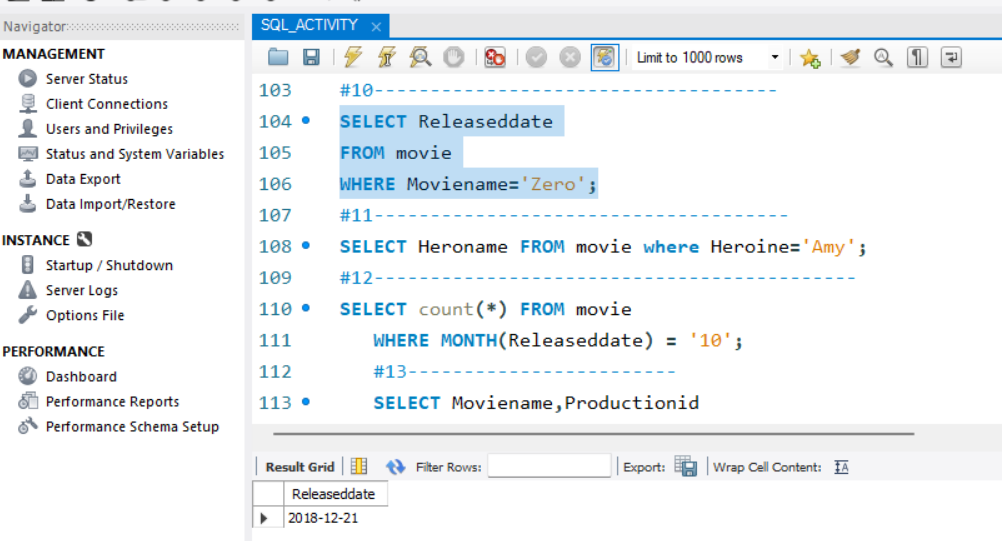 Navigator
MANAGEMENT
Server Status
Client Connections
Users and Privileges
Status and System Variables
Data Export
Data Import/Restore
INSTANCE
Startup / Shutdown
Server Logs
Options File
PERFORMANCE
Dashboard
Performance Reports
Performance Schema Setup
SQL_ACTIVITY ×
Limit to 1000 rows
103 #10------------------------------------
104 SELECT Releaseddate
105 FROM movie
106 WHERE Moviename='Zero';
107 #11-------------------------------------
108 SELECT Heroname FROM movie where Heroine='Amy';
109 #12-------------------------------------------
110 SELECT count(*) FROM movie
111 WHERE MONTH(Releaseddate) = '10';
112 #13------------------------
113 SELECT Moviename,Productionid
Result Grid Filter Rows: Export: Wrap Cell Content:
Releaseddate
2018-12-21